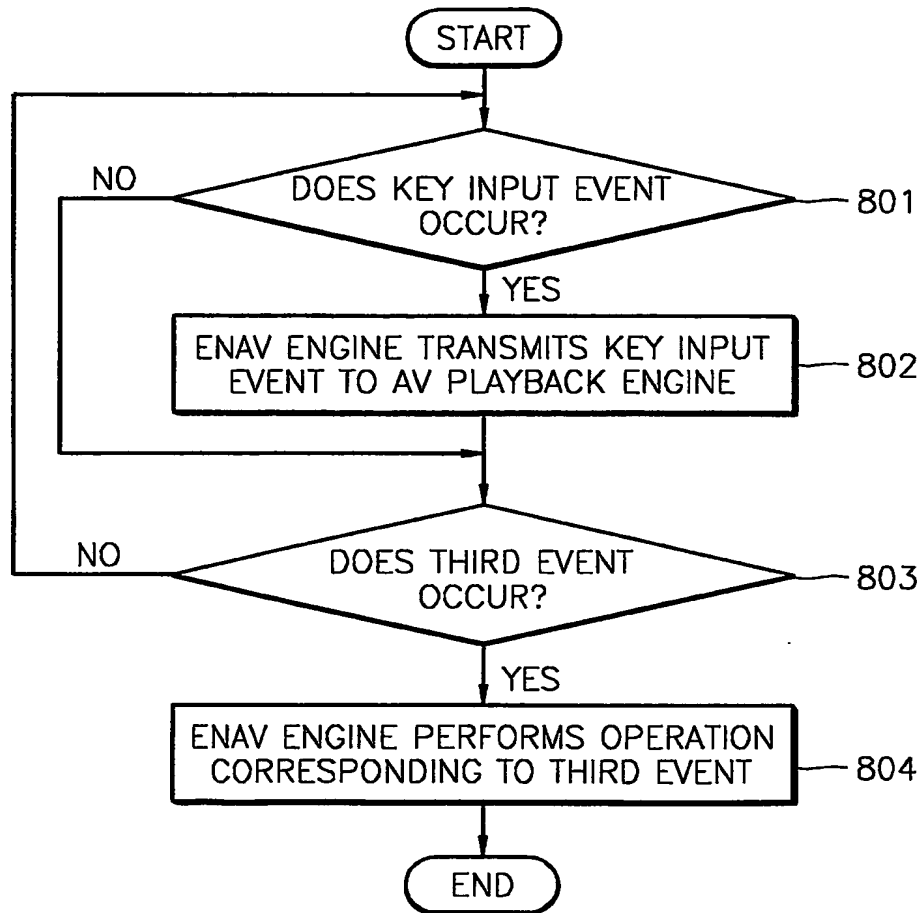 START
NO
DOES KEY INPUT EVENT
OCCUR?
801
YES
ENAV ENGINE TRANSMITS KEY INPUT
EVENT TO AV PLAYBACK ENGINE
802
NO
DOES THIRD EVENT
OCCUR?
803
YES
ENAV ENGINE PERFORMS OPERATION
CORRESPONDING TO THIRD EVENT
804
END